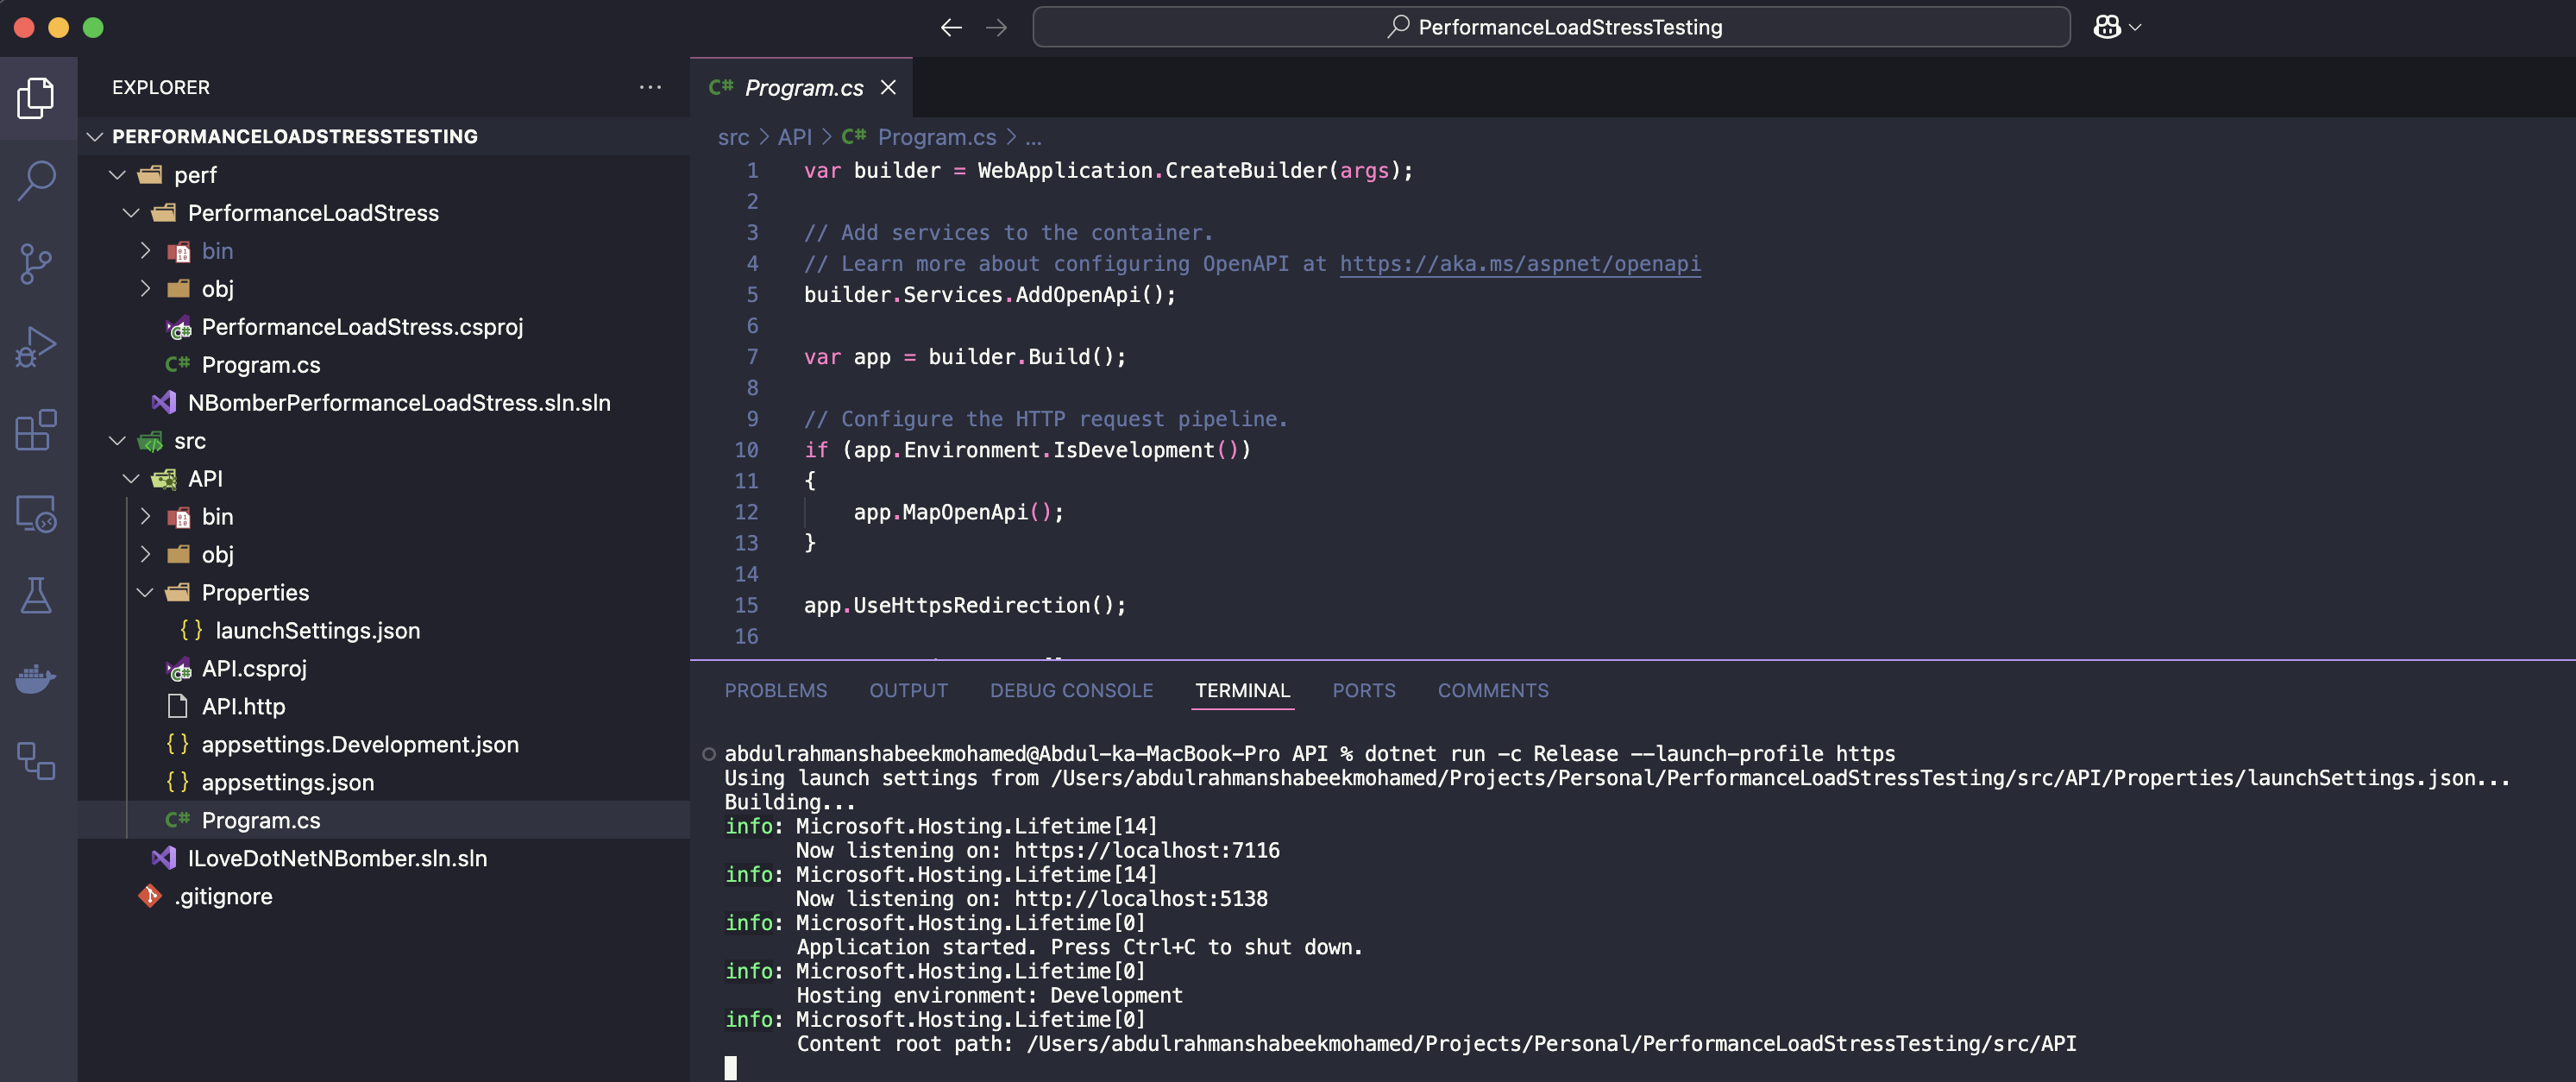 PerformanceLoadStressTesting
EXPLORER
PERFORMANCELOADSTRESSTESTING
perf
PerformanceLoadStress
bin
obj
PerformanceLoadStress.csproj
C# Program.cs
NBomberPerformanceLoadStress.sln.sln
src
API
bin
obj
Properties
{} launchSettings.json
API.csproj
API.http
{} appsettings.Development.json
{} appsettings.json
C# Program.cs
ILoveDotNetNBomber.sln.sln
.gitignore
C# Program.cs
src > API > C# Program.cs > ...
1 var builder = WebApplication.CreateBuilder(args);
2
3 // Add services to the container.
4 // Learn more about configuring OpenAPI at https://aka.ms/aspnet/openapi
5 builder.Services.AddOpenApi();
6
7 var app = builder.Build();
8
9 // Configure the HTTP request pipeline.
10 if (app.Environment.IsDevelopment())
11 {
12 app.MapOpenApi();
13 }
14
15 app.UseHttpsRedirection();
16
PROBLEMS OUTPUT DEBUG CONSOLE TERMINAL PORTS COMMENTS
abdulrahmanshabeekmohamed@Abdul-ka-MacBook-Pro API % dotnet run -c Release --launch-profile https
Using launch settings from /Users/abdulrahmanshabeekmohamed/Projects/Personal/PerformanceLoadStressTesting/src/API/Properties/launchSettings.json...
Building...
info: Microsoft.Hosting.Lifetime[14]
Now listening on: https://localhost:7116
info: Microsoft.Hosting.Lifetime[14]
Now listening on: http://localhost:5138
info: Microsoft.Hosting.Lifetime[0]
Application started. Press Ctrl+C to shut down.
info: Microsoft.Hosting.Lifetime[0]
Hosting environment: Development
info: Microsoft.Hosting.Lifetime[0]
Content root path: /Users/abdulrahmanshabeekmohamed/Projects/Personal/PerformanceLoadStressTesting/src/API